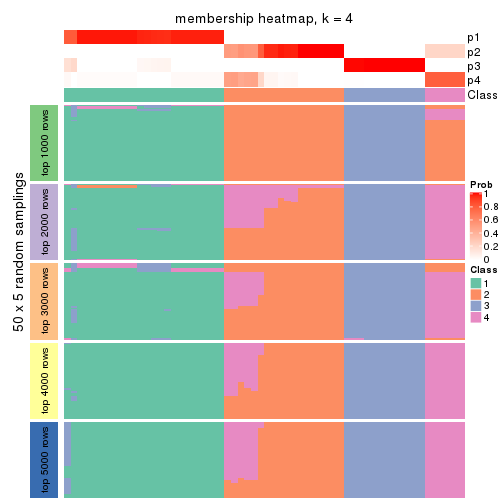 membership heatmap, k = 4
p1
p2
p3
p4
Class
50 x 5 random samplings
top 1000 rows
top 2000 rows
top 3000 rows
top 4000 rows
top 5000 rows
Prob
1
0.8
0.6
0.4
0.2
0
Class
1
2
3
4